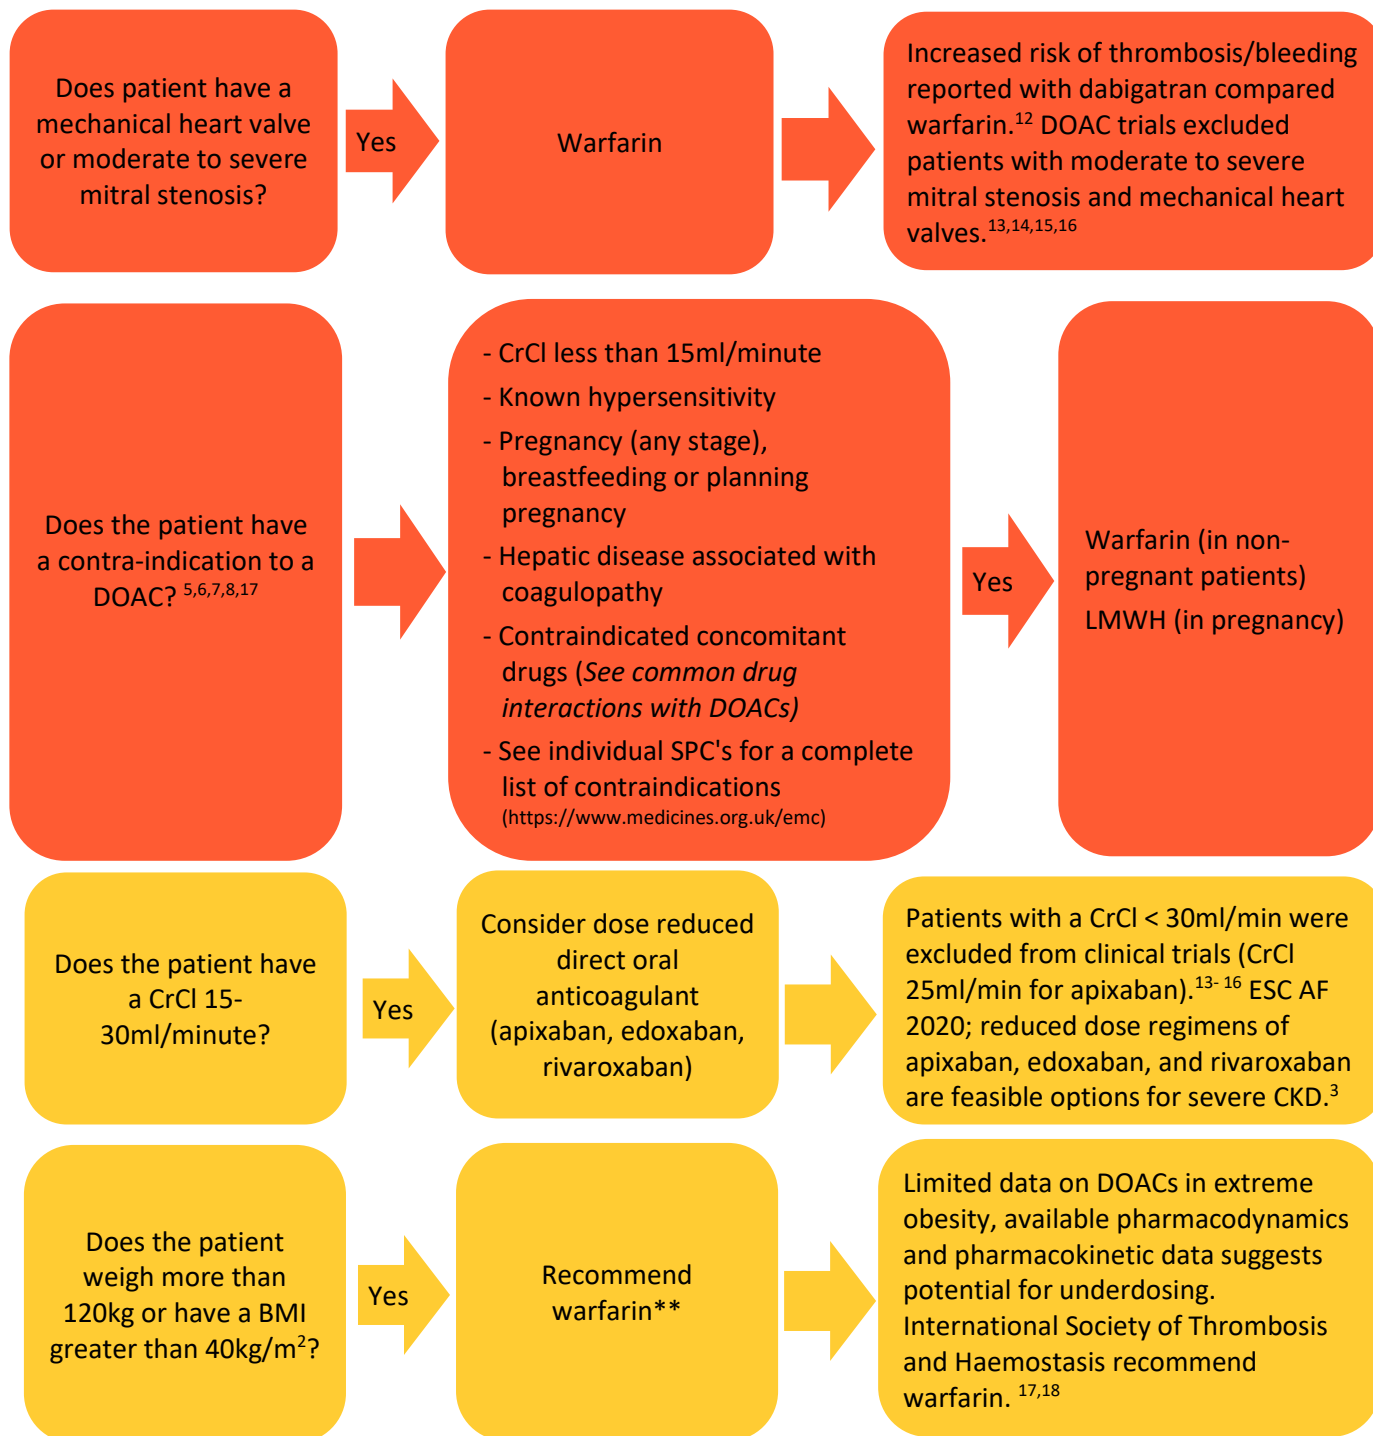 Does patient have a
mechanical heart valve
or moderate to severe
mitral stenosis?
Yes
Warfarin
Increased risk of thrombosis/bleeding
reported with dabigatran compared
warfarin.12 DOAC trials excluded
patients with moderate to severe
mitral stenosis and mechanical heart
valves.13,14,15,16
Does the patient have
a contra-indication to a
DOAC? 5,6,7,8,17
- CrCl less than 15ml/minute
- Known hypersensitivity
- Pregnancy (any stage),
breastfeeding or planning
pregnancy
- Hepatic disease associated with
coagulopathy
- Contraindicated concomitant
drugs (See common drug
interactions with DOACs)
- See individual SPC's for a complete
list of contraindications
(https://www.medicines.org.uk/emc)
Yes
Warfarin (in non-
pregnant patients)
LMWH (in pregnancy)
Does the patient have
a CrCl 15-
30ml/minute?
Yes
Consider dose reduced
direct oral
anticoagulant
(apixaban, edoxaban,
rivaroxaban)
Patients with a CrCl < 30ml/min were
excluded from clinical trials (CrCl
25ml/min for apixaban).13- 16 ESC AF
2020; reduced dose regimens of
apixaban, edoxaban, and rivaroxaban
are feasible options for severe CKD.3
Does the patient
weigh more than
120kg or have a BMI
greater than 40kg/m2?
Yes
Recommend
warfarin**
Limited data on DOACs in extreme
obesity, available pharmacodynamics
and pharmacokinetic data suggests
potential for underdosing.
International Society of Thrombosis
and Haemostasis recommend
warfarin. 17,18